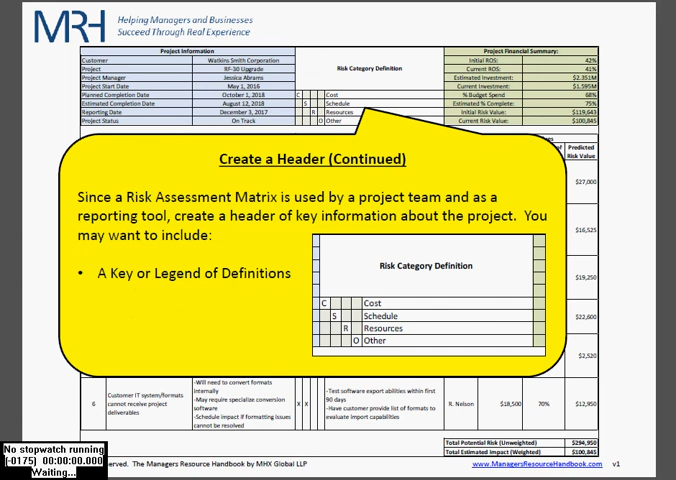 MRH
Helping Managers and Businesses
Succeed Through Real Experience
Project Information
Customer Watkins Smith Corporation
Project RF-30 Upgrade
Project Manager Jessica Abrams
Project Start Date May 1, 2016
Planned Completion Date October 1, 2018
Estimated Completion Date August 12, 2018
Reporting Date December 3, 2017
Project Status On Track
Risk Category Definition
C Cost
S Schedule
R Resources
O Other
Project Financial Summary:
Initial ROS: 42%
Current ROS: 41%
Estimated Investment: $2.351M
Current Investment: $1.595M
% Budget Spend 68%
Estimated % Complete: 75%
Initial Risk Value: $119,643
Current Risk Value: $100,845
Predicted
Risk Value
$27,000
$16,525
$19,250
$22,600
$2,520
Create a Header (Continued)
Since a Risk Assessment Matrix is used by a project team and as a
reporting tool, create a header of key information about the project. You
may want to include:
• A Key or Legend of Definitions
Risk Category Definition
C Cost
S Schedule
R Resources
O Other
6
Customer IT system/formats
cannot receive project
deliverables
-Will need to convert formats
internally
-May require specialize conversion
software
-Schedule impact if formatting issues
cannot be resolved
X X
-Test software export abilities within first
90 days
-Have customer provide list of formats to
evaluate import capabilities
R. Nelson $18,500 70% $12,950
Total Potential Risk (Unweighted) $294,950
Total Estimated Impact (Weighted) $100,845
No stopwatch running
(-0175) 00:00:00.000
Waiting...
erved. The Managers Resource Handbook by MHX Global LLP
www.ManagersResourceHandbook.com v1